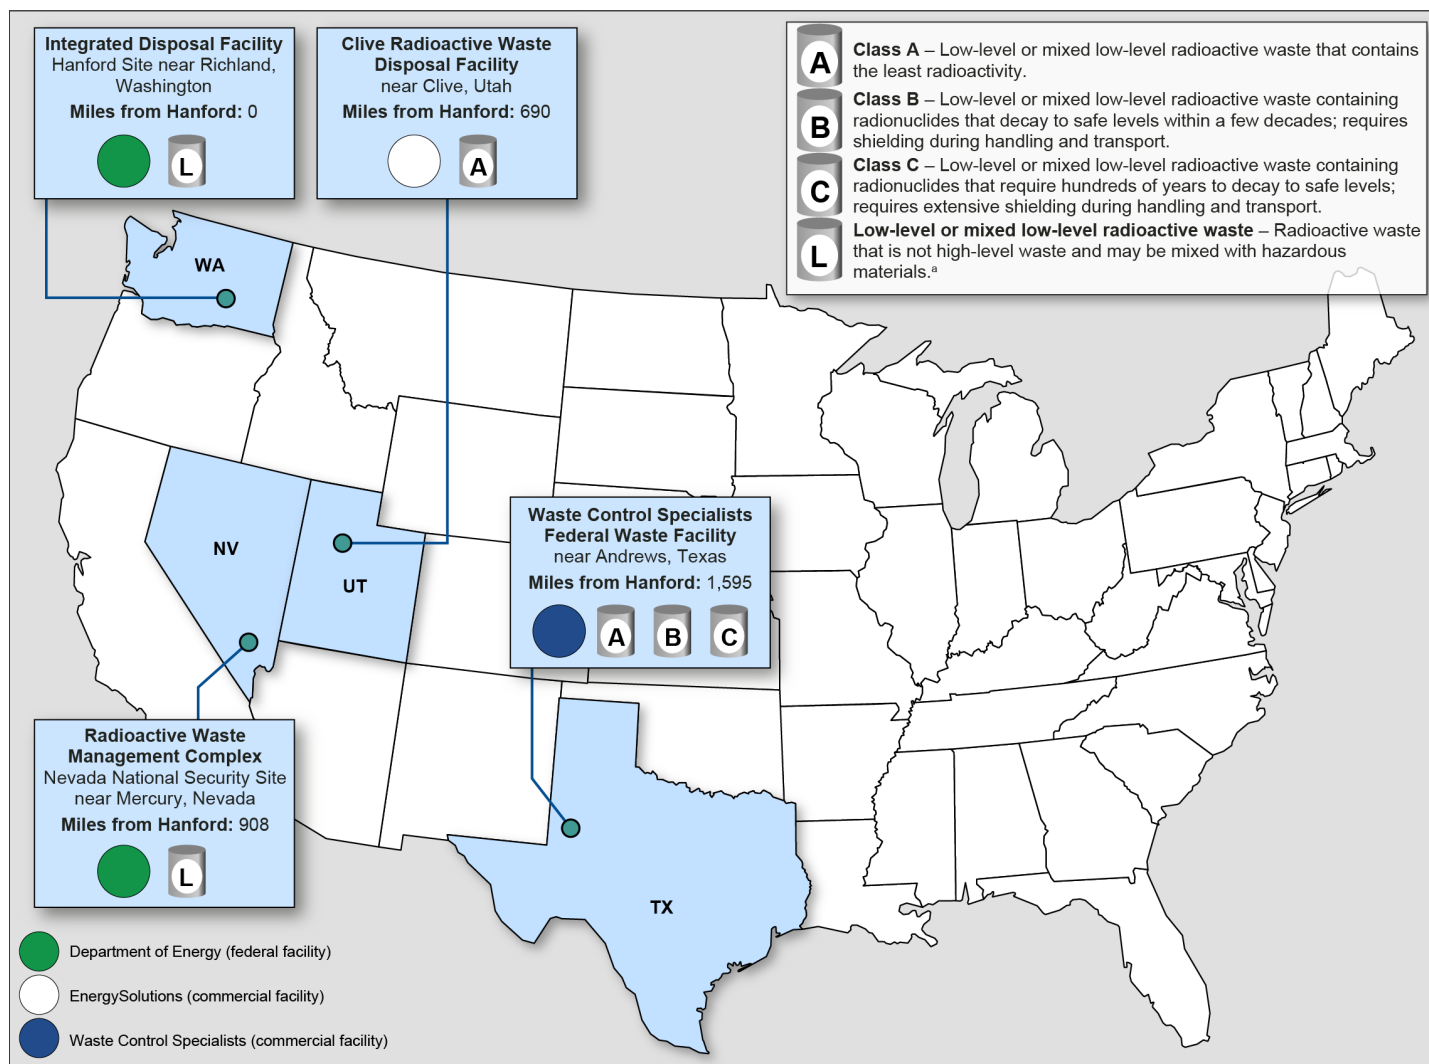 Integrated Disposal Facility
Hanford Site near Richland,
Washington
Miles from Hanford: 0
L
Clive Radioactive Waste
Disposal Facility
near Clive, Utah
Miles from Hanford: 690
A
A
Class A – Low-level or mixed low-level radioactive waste that contains
the least radioactivity.
B
Class B – Low-level or mixed low-level radioactive waste containing
radionuclides that decay to safe levels within a few decades; requires
shielding during handling and transport.
C
Class C – Low-level or mixed low-level radioactive waste containing
radionuclides that require hundreds of years to decay to safe levels;
requires extensive shielding during handling and transport.
L
Low-level or mixed low-level radioactive waste – Radioactive waste
that is not high-level waste and may be mixed with hazardous
materials.ª
WA
NV
UT
Waste Control Specialists
Federal Waste Facility
near Andrews, Texas
Miles from Hanford: 1,595
A B C
Radioactive Waste
Management Complex
Nevada National Security Site
near Mercury, Nevada
Miles from Hanford: 908
L
TX
Department of Energy (federal facility)
EnergySolutions (commercial facility)
Waste Control Specialists (commercial facility)